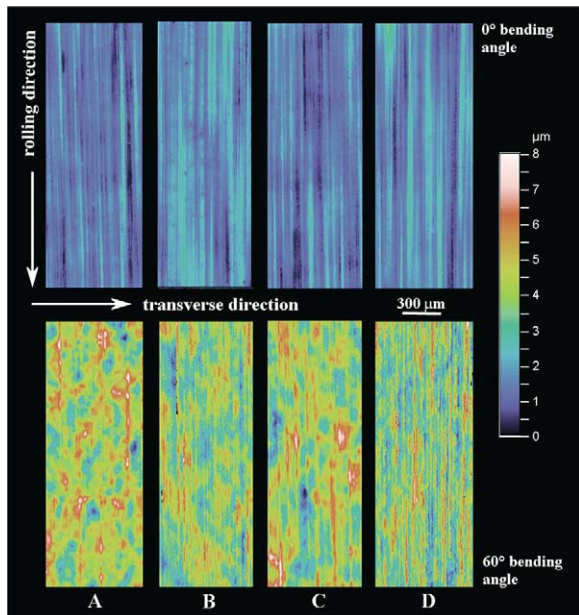 0° bending
angle
rolling direction
μm
8
7
6
5
4
3
2
1
0
transverse direction
300 μm
60° bending
angle
A
B
C
D